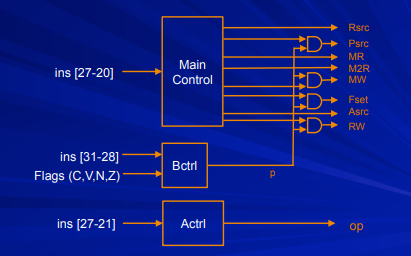 Rsrc
Psrc
MR
M2R
MW
Fset
Asrc
RW
Main
Control
ins [27-20]
ins [31-28]
Flags (C,V,N,Z)
Bctrl
p
ins [27-21]
Actrl
op